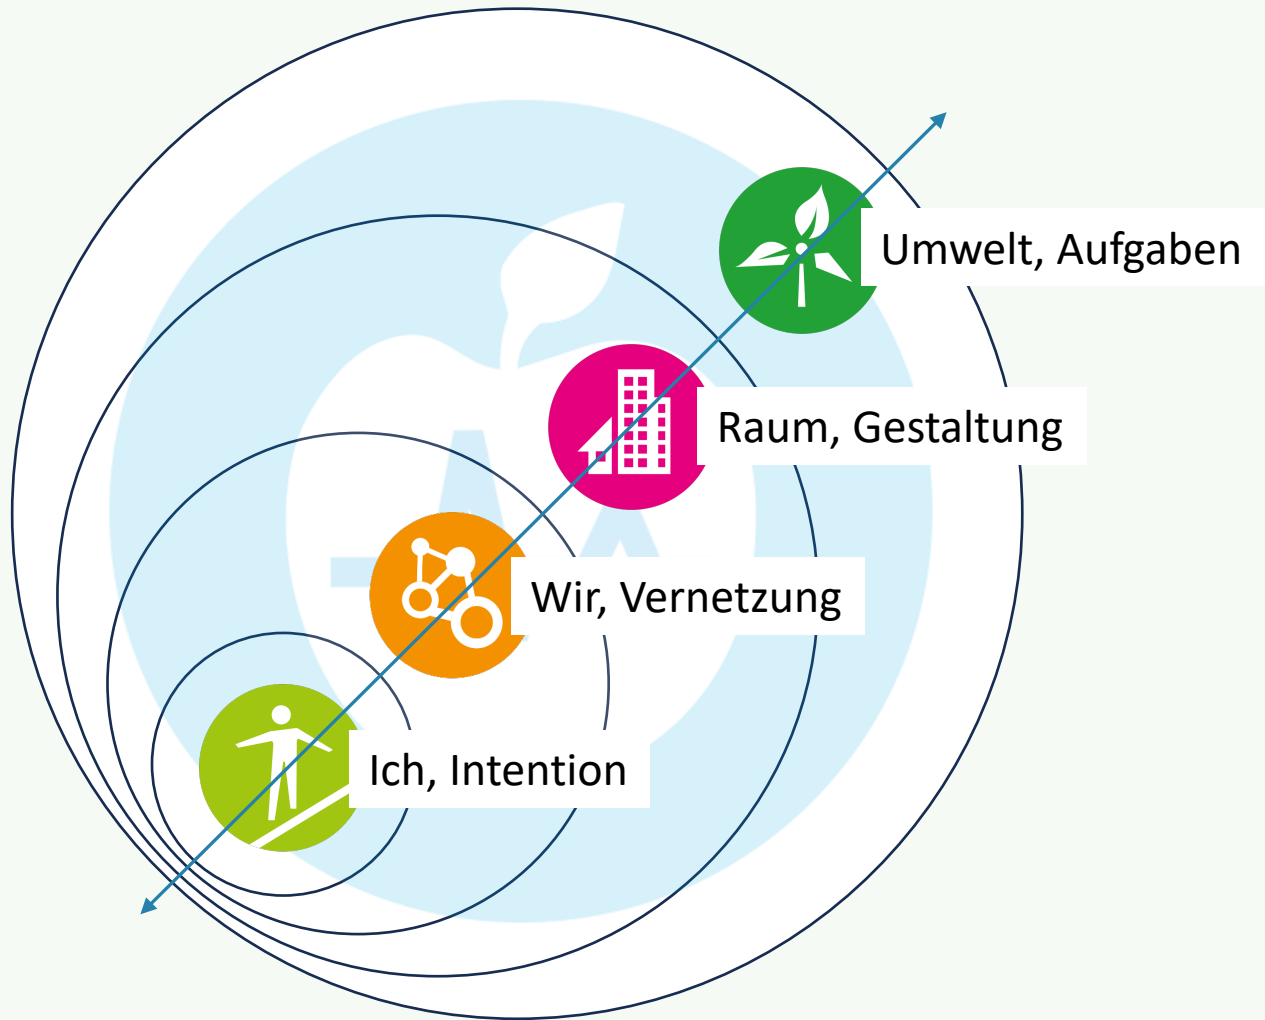 Umwelt, Aufgaben
Raum, Gestaltung
Wir, Vernetzung
Ich, Intention